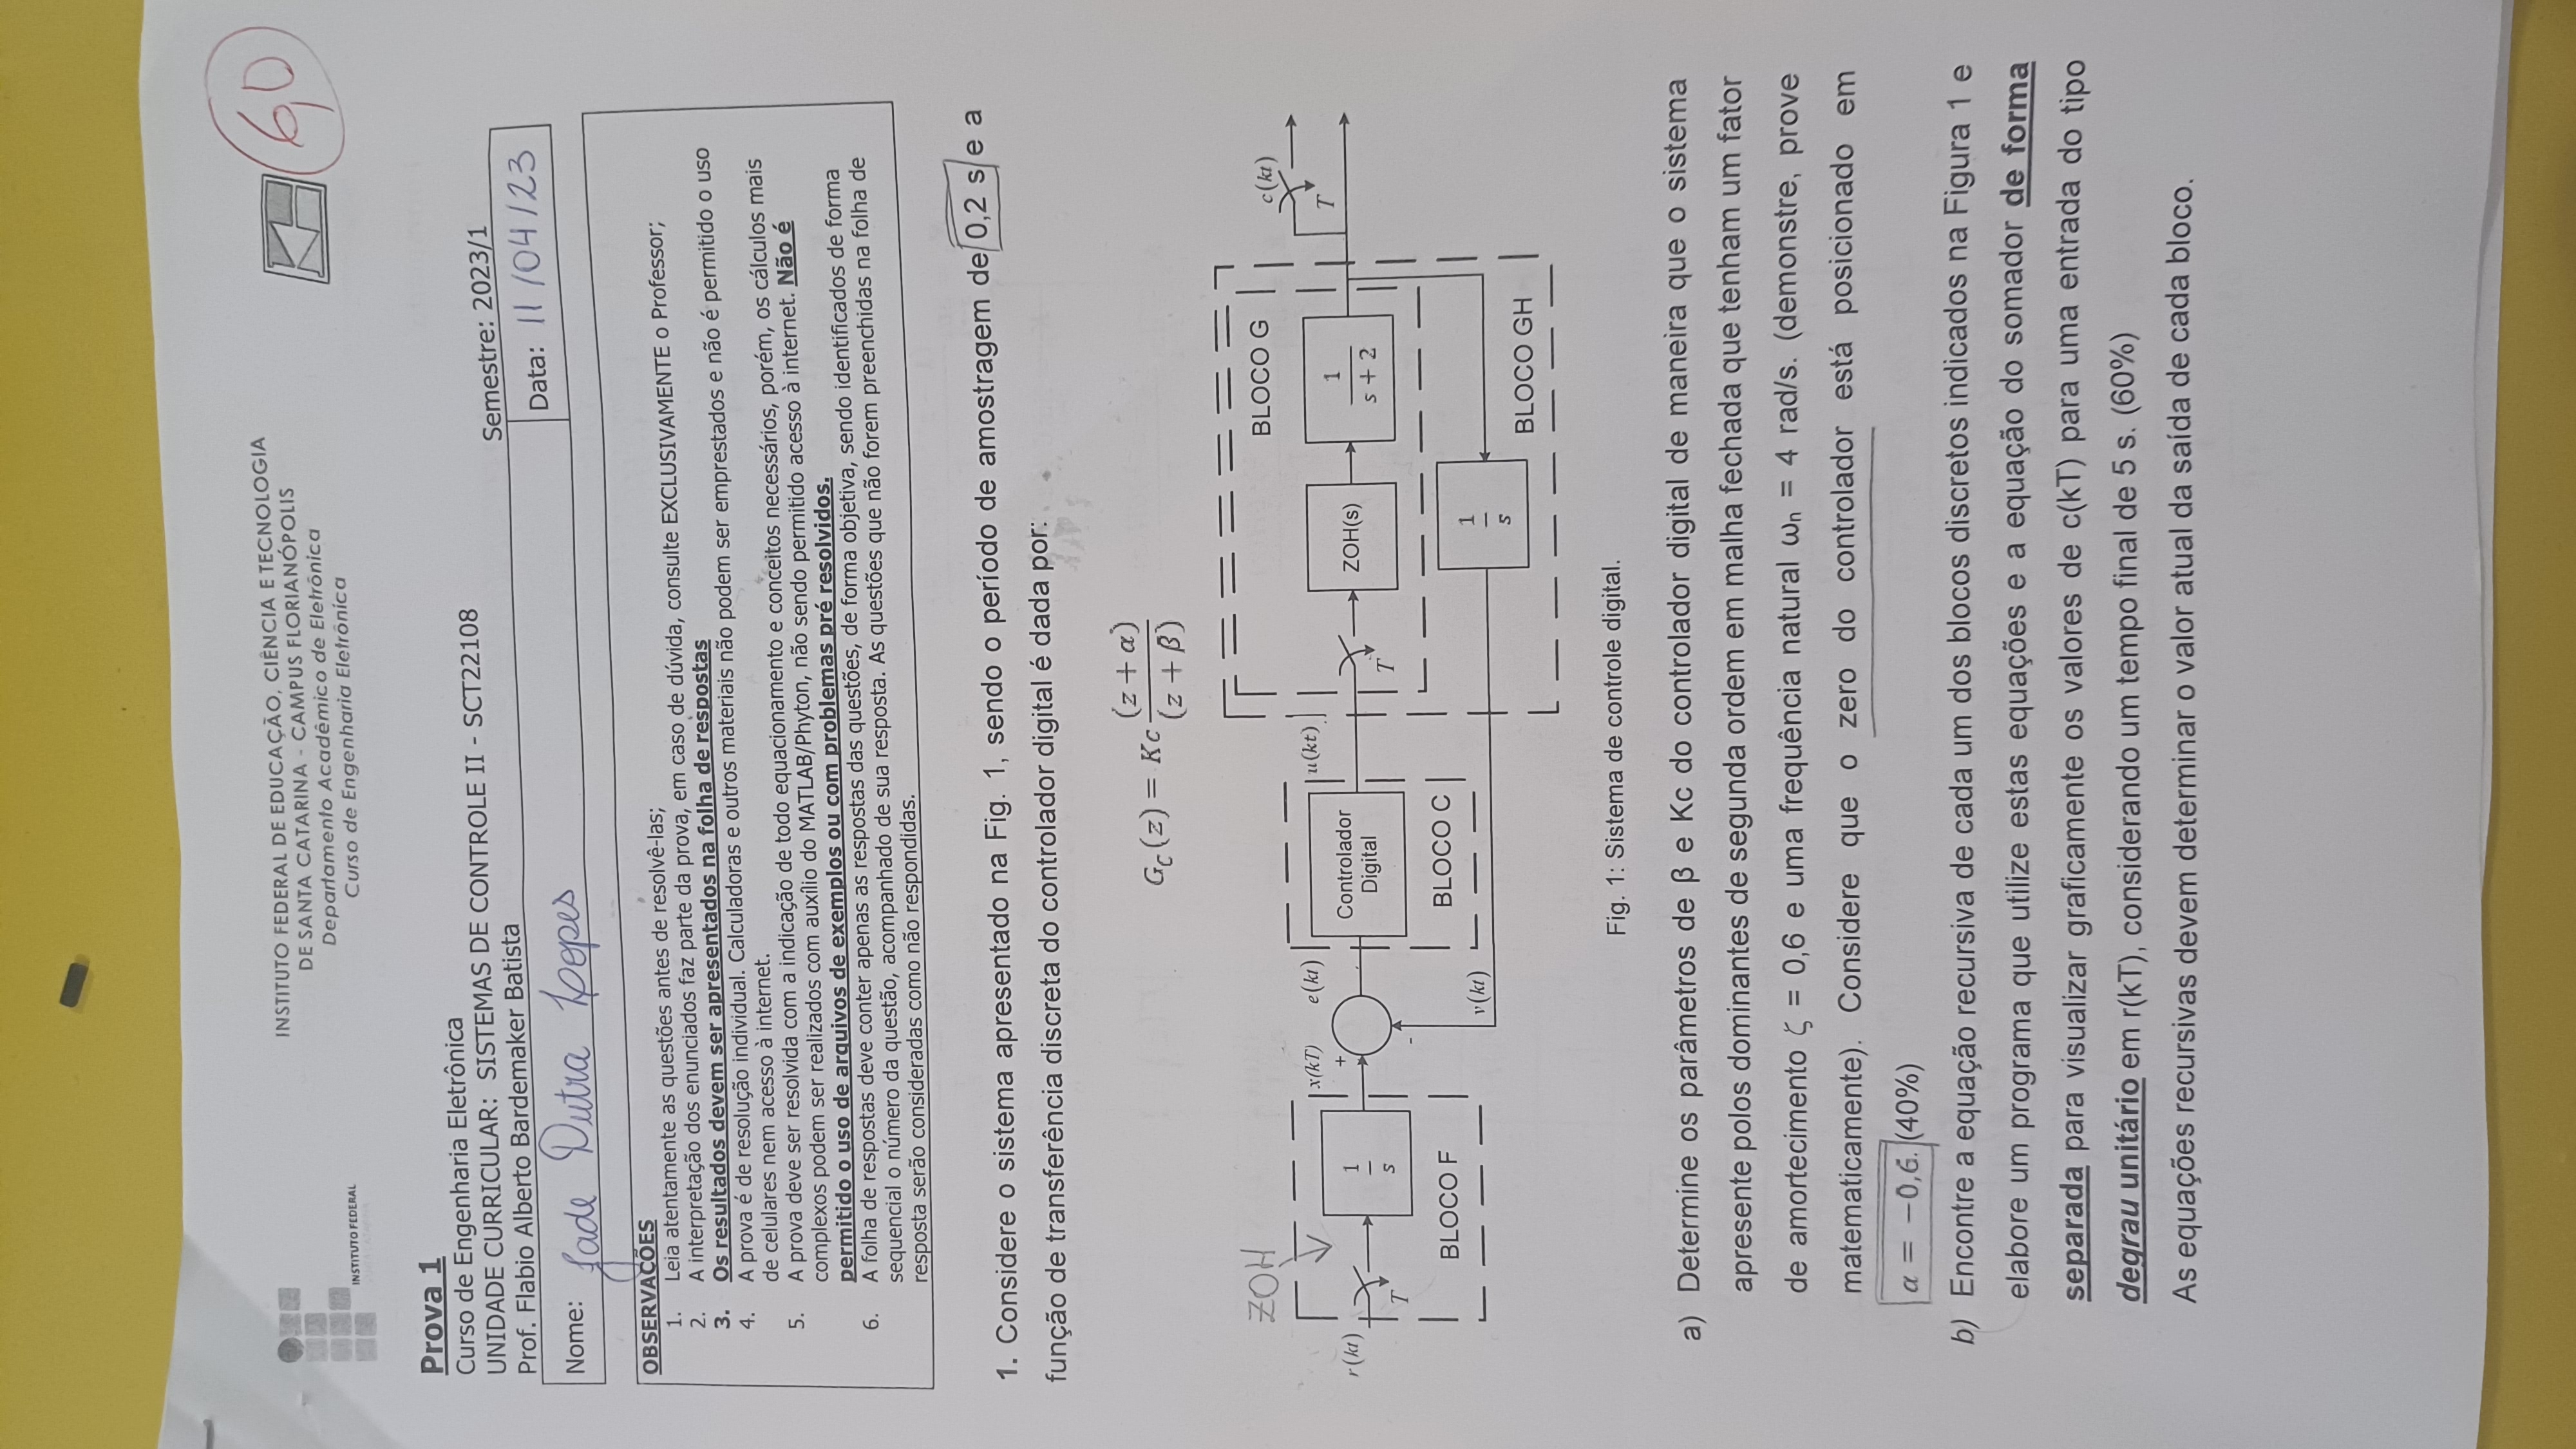 INSTITUTO FEDERAL DE EDUCAÇÃO, CIÊNCIA E TECNOLOGIA
DE SANTA CATARINA - CAMPUS FLORIANÓPOLIS
Departamento Acadêmico de Eletrônica
Curso de Engenharia Eletrônica
INSTITUTO FEDERAL
SANTA CATARINA
6,0
Prova 1
Curso de Engenharia Eletrônica
UNIDADE CURRICULAR: SISTEMAS DE CONTROLE II - SCT22108
Prof. Flabio Alberto Bardemaker Batista
Semestre: 2023/1
Nome: Jade Dutra Lopes
Data: 11/04/23
OBSERVAÇÕES
1. Leia atentamente as questões antes de resolvê-las;
2. A interpretação dos enunciados faz parte da prova, em caso de dúvida, consulte EXCLUSIVAMENTE o Professor;
3. Os resultados devem ser apresentados na folha de respostas
4. A prova é de resolução individual. Calculadoras e outros materiais não podem ser emprestados e não é permitido o uso
de celulares nem acesso à internet.
5. A prova deve ser resolvida com a indicação de todo equacionamento e conceitos necessários, porém, os cálculos mais
complexos podem ser realizados com auxílio do MATLAB/Phyton, não sendo permitido acesso à internet. Não é
permitido o uso de arquivos de exemplos ou com problemas pré resolvidos.
6. A folha de respostas deve conter apenas as respostas das questões, de forma objetiva, sendo identificados de forma
sequencial o número da questão, acompanhado de sua resposta. As questões que não forem preenchidas na folha de
resposta serão consideradas como não respondidas.
1. Considere o sistema apresentado na Fig. 1, sendo o período de amostragem de 0,2 s e a
função de transferência discreta do controlador digital é dada por:
G_C(z) = Kc (z + α)/(z + β)
ZOH
r(kt)
T
1/s
BLOCO F
x(kT)
+
-
e(kt)
Controlador
Digital
BLOCO C
u(kt)
v(kt)
T
ZOH(s)
1/(s + 2)
BLOCO G
c(kt)
T
1/s
BLOCO GH
Fig. 1: Sistema de controle digital.
a) Determine os parâmetros de β e Kc do controlador digital de maneira que o sistema
apresente polos dominantes de segunda ordem em malha fechada que tenham um fator
de amortecimento ζ = 0,6 e uma frequência natural ωn = 4 rad/s. (demonstre, prove
matematicamente). Considere que o zero do controlador está posicionado em
α = −0,6. (40%)
b) Encontre a equação recursiva de cada um dos blocos discretos indicados na Figura 1 e
elabore um programa que utilize estas equações e a equação do somador de forma
separada para visualizar graficamente os valores de c(kT) para uma entrada do tipo
degrau unitário em r(kT), considerando um tempo final de 5 s. (60%)
As equações recursivas devem determinar o valor atual da saída de cada bloco.